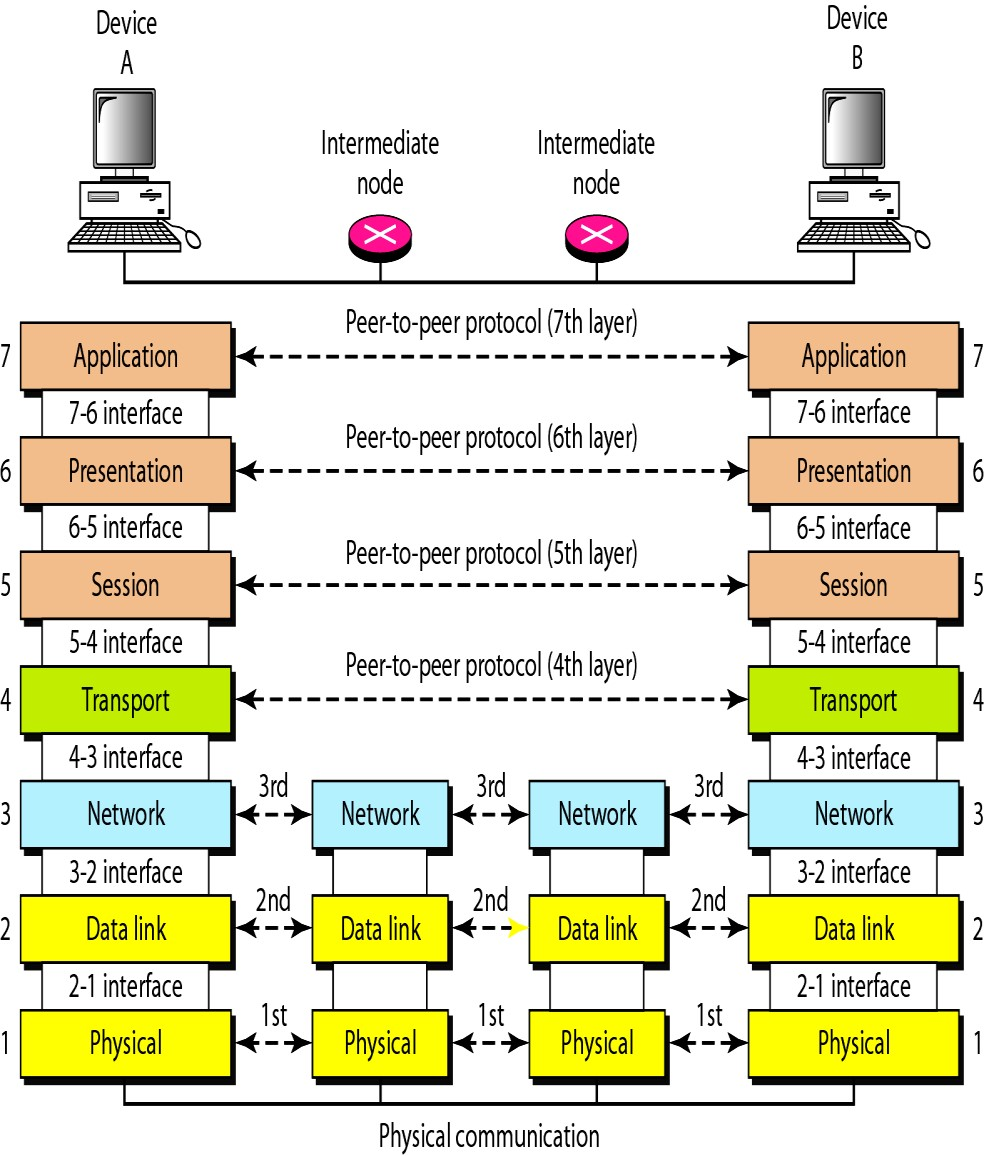 Device
A
Device
B
Intermediate
node
Intermediate
node
Peer-to-peer protocol (7th layer)
7 Application Application 7
7-6 interface 7-6 interface
Peer-to-peer protocol (6th layer)
6 Presentation Presentation 6
6-5 interface 6-5 interface
Peer-to-peer protocol (5th layer)
5 Session Session 5
5-4 interface 5-4 interface
Peer-to-peer protocol (4th layer)
4 Transport Transport 4
4-3 interface 4-3 interface
3rd 3rd 3rd
3 Network Network Network Network 3
3-2 interface 3-2 interface
2nd 2nd 2nd
2 Data link Data link Data link Data link 2
2-1 interface 2-1 interface
1st 1st 1st
1 Physical Physical Physical Physical 1
Physical communication